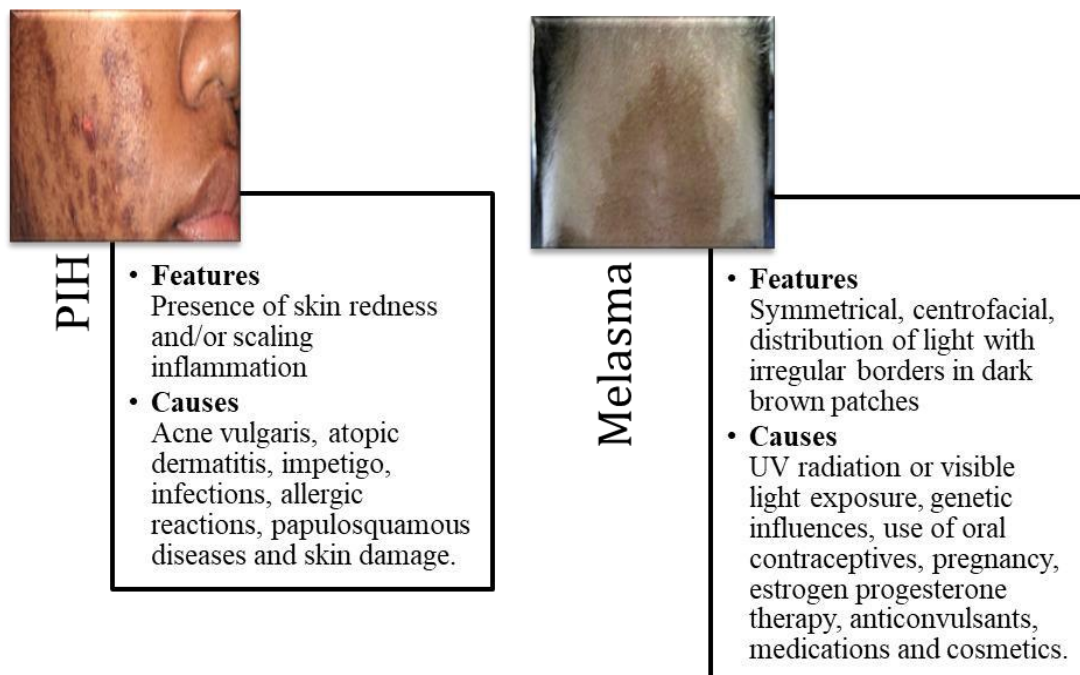 PIH
• Features
Presence of skin redness
and/or scaling
inflammation
• Causes
Acne vulgaris, atopic
dermatitis, impetigo,
infections, allergic
reactions, papulosquamous
diseases and skin damage.
Melasma
• Features
Symmetrical, centrofacial,
distribution of light with
irregular borders in dark
brown patches
• Causes
UV radiation or visible
light exposure, genetic
influences, use of oral
contraceptives, pregnancy,
estrogen progesterone
therapy, anticonvulsants,
medications and cosmetics.